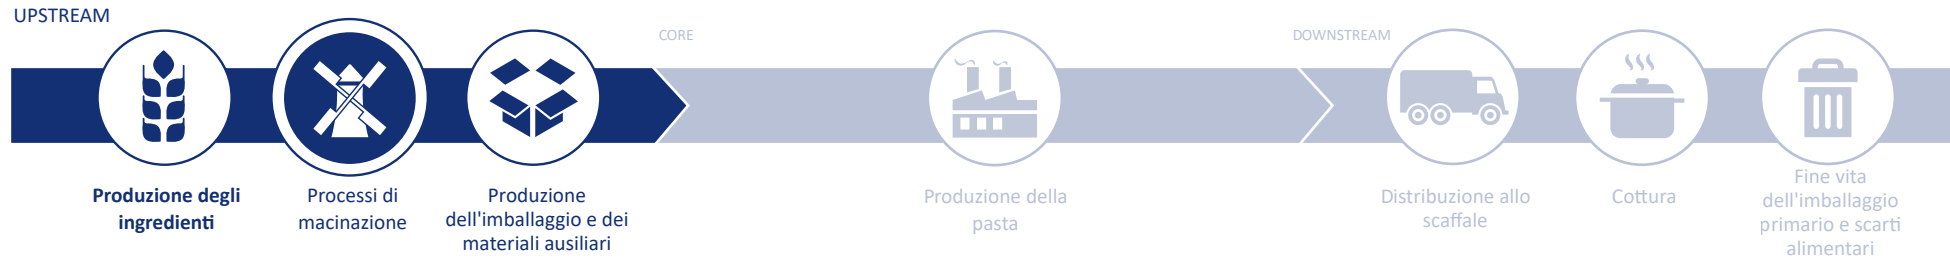 UPSTREAM
CORE
DOWNSTREAM
Produzione degli
ingredienti
Processi di
macinazione
Produzione
dell'imballaggio e dei
materiali ausiliari
Produzione della
pasta
Distribuzione allo
scaffale
Cottura
Fine vita
dell'imballaggio
primario e scarti
alimentari